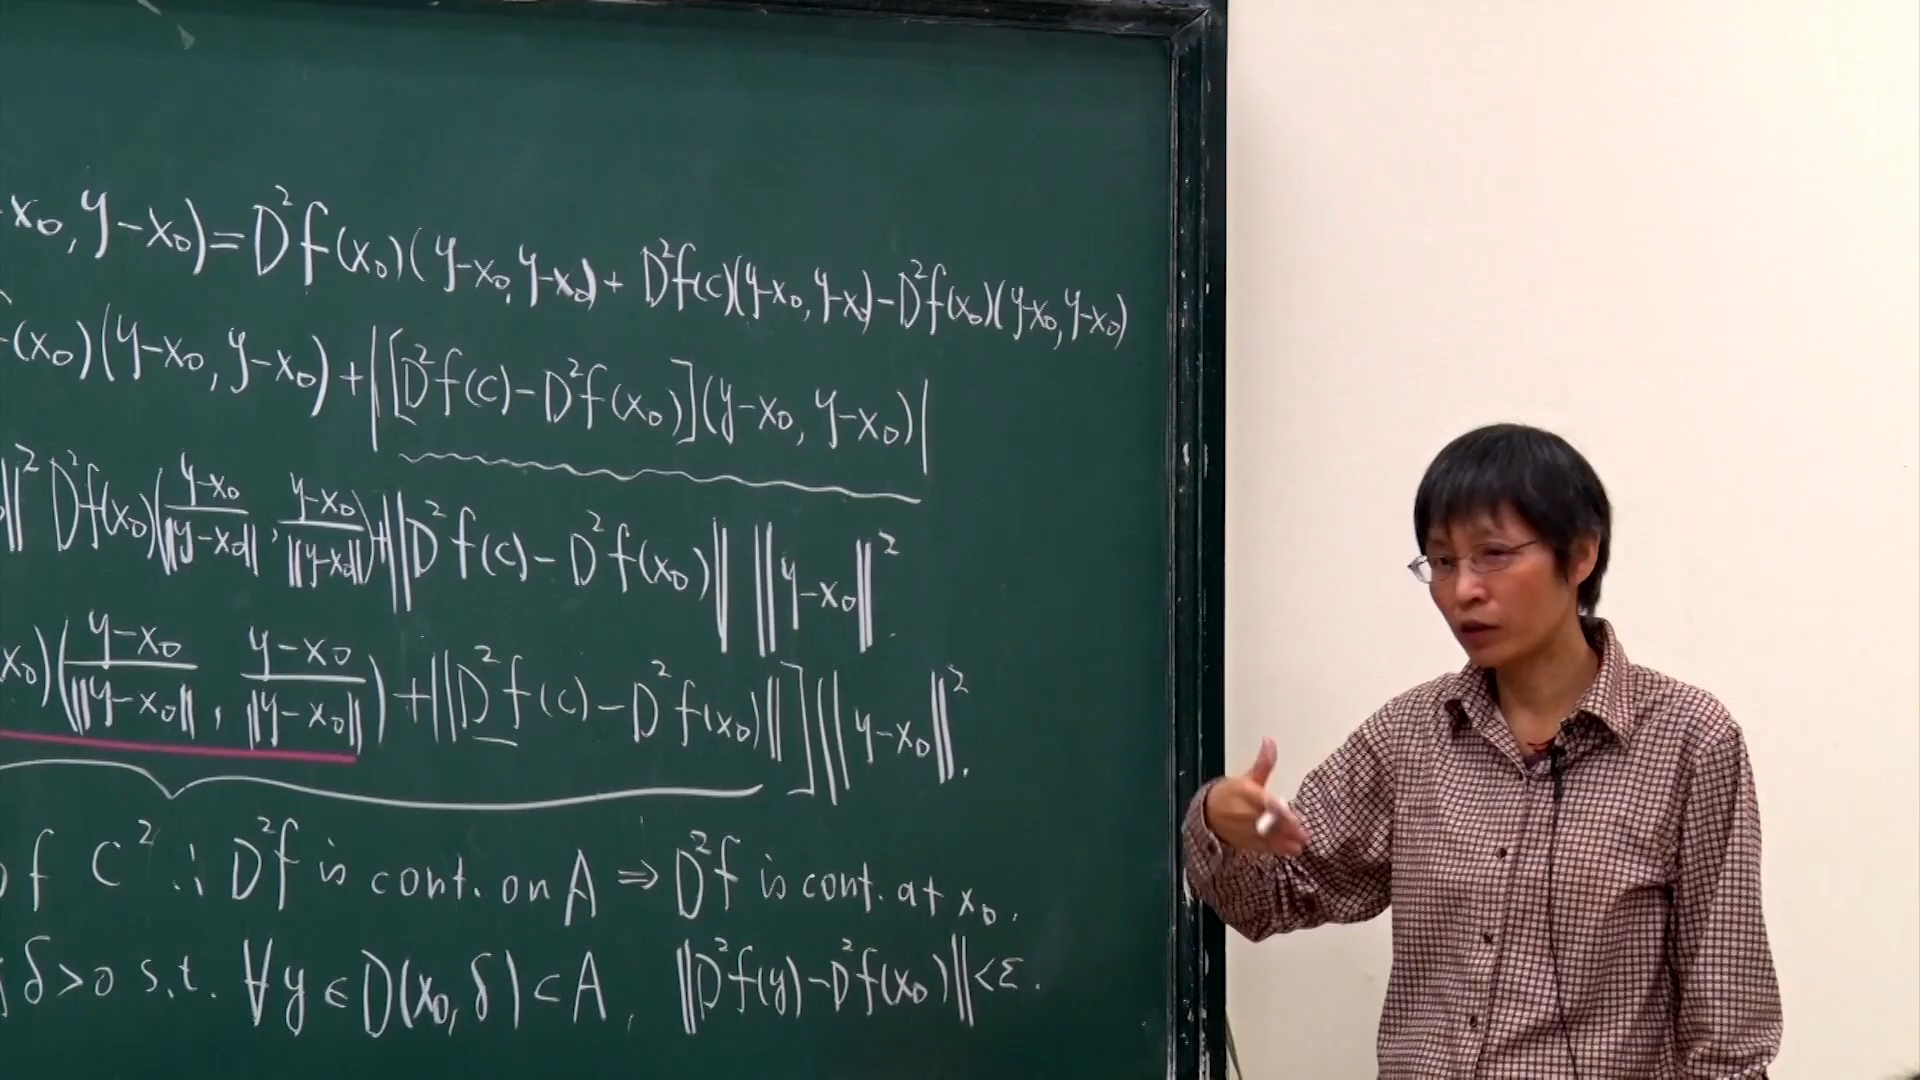 x₀, y-x₀) = D²f(x₀)(y-x₀, y-x₀) + D²f(c)(y-x₀, y-x₀) - D²f(x₀)(y-x₀, y-x₀)
(x₀)(y-x₀, y-x₀) + |[D²f(c) - D²f(x₀)](y-x₀, y-x₀)|
‖² D²f(x₀)(y-x₀/‖y-x₀‖, y-x₀/‖y-x₀‖) + ‖D²f(c) - D²f(x₀)‖ ‖y-x₀‖².
x₀)(y-x₀/‖y-x₀‖, y-x₀/‖y-x₀‖) + ‖D²f(c) - D²f(x₀)‖]‖y-x₀‖².
of C² ∴ D²f is cont. on A ⇒ D²f is cont. at x₀.
δ>0 s.t. ∀y∈D(x₀,δ)⊂A, ‖D²f(y) - D²f(x₀)‖<ε.